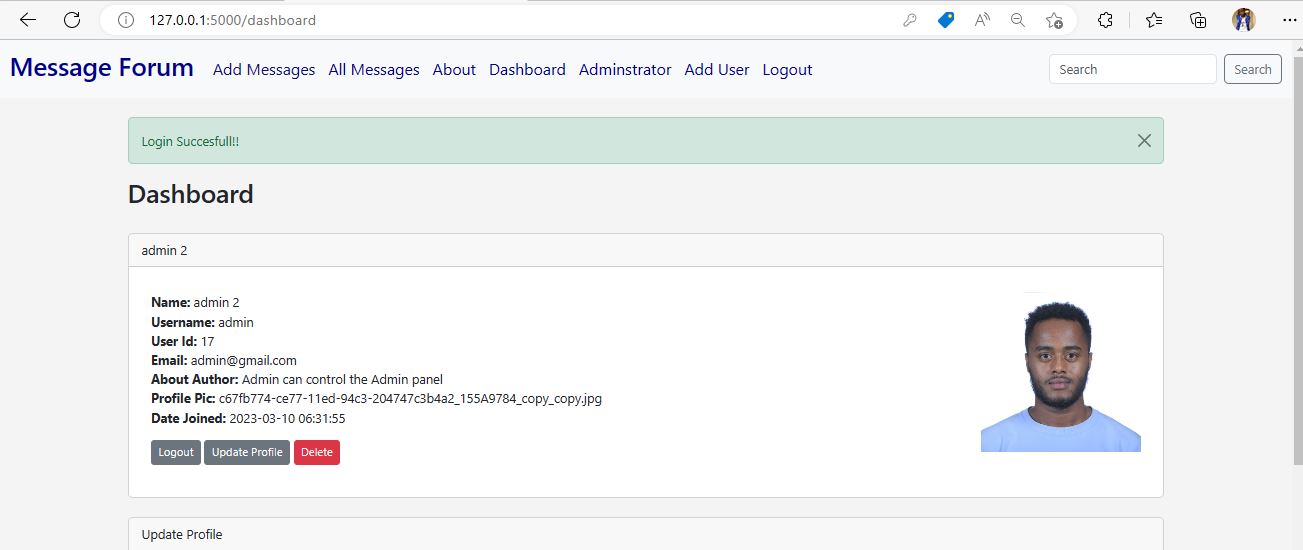 127.0.0.1:5000/dashboard
Message Forum Add Messages All Messages About Dashboard Adminstrator Add User Logout Search Search
Login Succesfull!!
Dashboard
admin 2
Name: admin 2
Username: admin
User Id: 17
Email: admin@gmail.com
About Author: Admin can control the Admin panel
Profile Pic: c67fb774-ce77-11ed-94c3-204747c3b4a2_155A9784_copy_copy.jpg
Date Joined: 2023-03-10 06:31:55
Logout Update Profile Delete
Update Profile